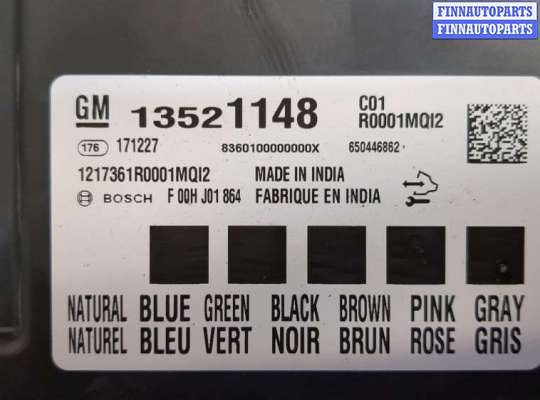 FINNAUTOPARTS
FINNAUTOPARTS
GM 13521148 C01
R0001MQI2
176 171227 8360100000000X 650446862
1217361R0001MQI2 MADE IN INDIA
BOSCH F 00H J01 864 FABRIQUE EN INDIA
NATURAL BLUE GREEN BLACK BROWN PINK GRAY
NATUREL BLEU VERT NOIR BRUN ROSE GRIS